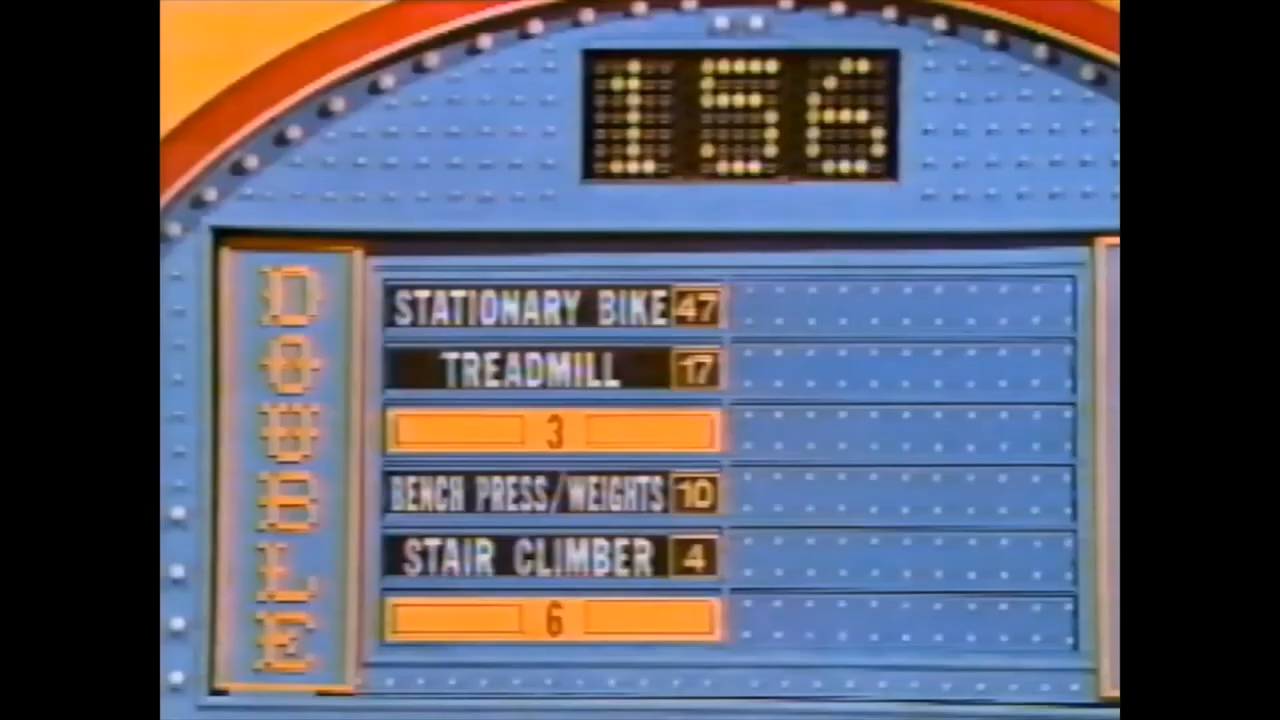 156
DOUBLE
STATIONARY BIKE 47
TREADMILL 17
3
BENCH PRESS/WEIGHTS 10
STAIR CLIMBER 4
6